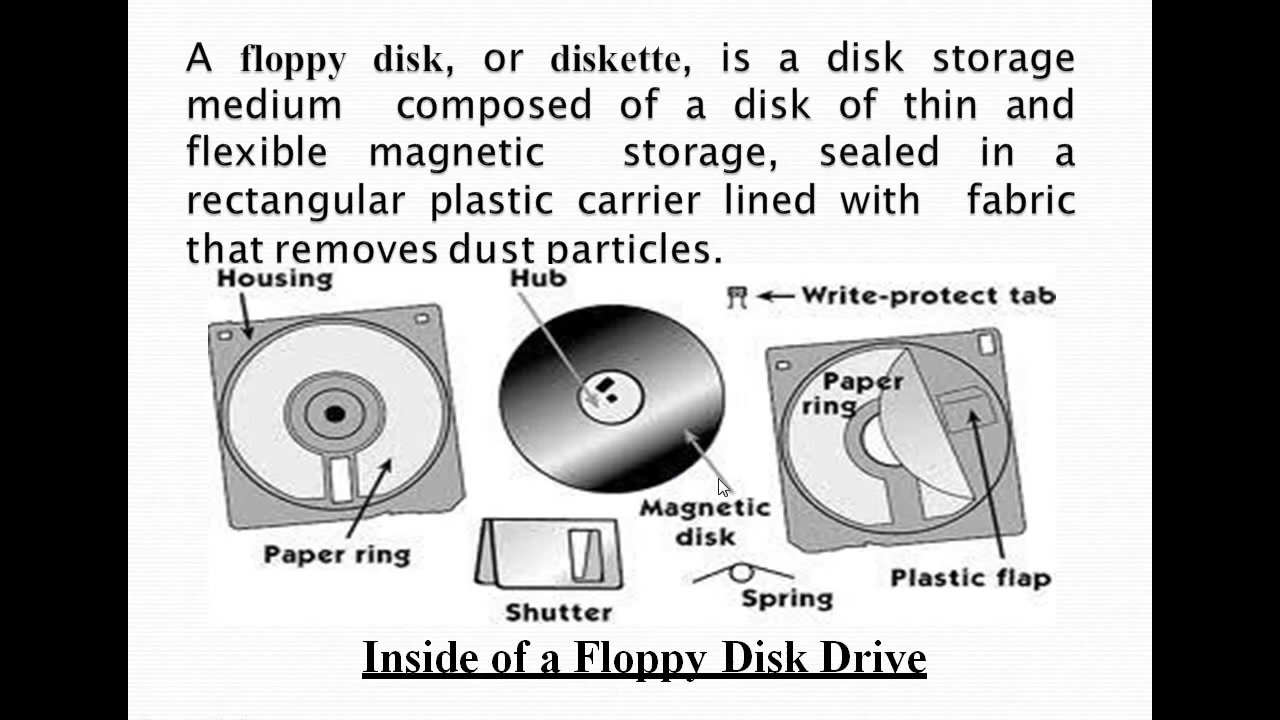 A floppy disk, or diskette, is a disk storage
medium composed of a disk of thin and
flexible magnetic storage, sealed in a
rectangular plastic carrier lined with fabric
that removes dust particles.
Housing
Hub
Write-protect tab
Paper
ring
Magnetic
disk
Paper ring
Plastic flap
Spring
Shutter
Inside of a Floppy Disk Drive